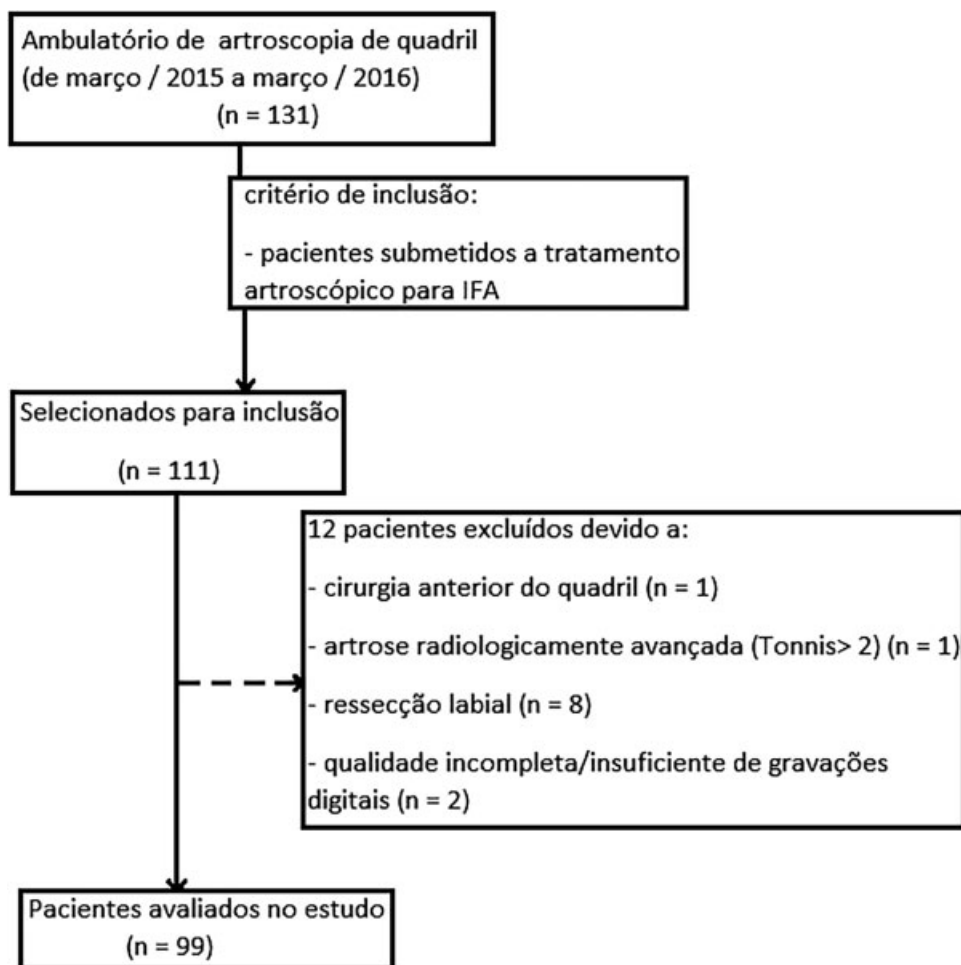 Ambulatório de artroscopia de quadril
(de março / 2015 a março / 2016)
(n = 131)
critério de inclusão:
- pacientes submetidos a tratamento
artroscópico para IFA
Selecionados para inclusão
(n = 111)
12 pacientes excluídos devido a:
- cirurgia anterior do quadril (n = 1)
- artrose radiologicamente avançada (Tonnis> 2) (n = 1)
- ressecção labial (n = 8)
- qualidade incompleta/insuficiente de gravações
digitais (n = 2)
Pacientes avaliados no estudo
(n = 99)